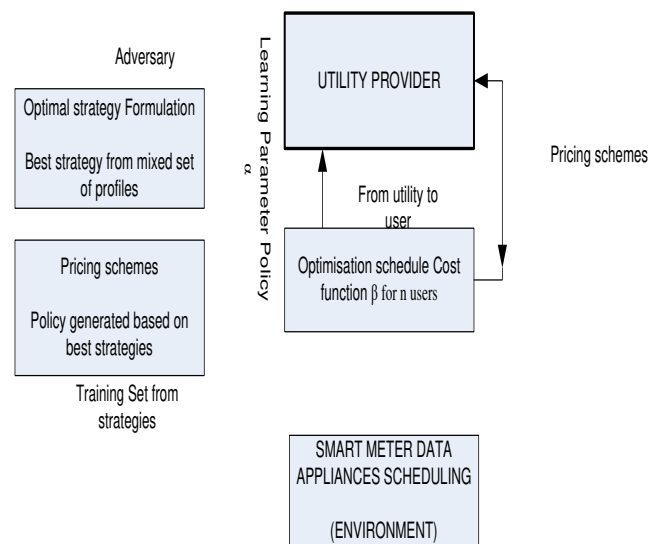 Adversary
Optimal strategy Formulation
Best strategy from mixed set
of profiles
Pricing schemes
Policy generated based on
best strategies
Training Set from
strategies
Learning Parameter Policy
α
UTILITY PROVIDER
From utility to
user
Optimisation schedule Cost
function β for n users
Pricing schemes
SMART METER DATA
APPLIANCES SCHEDULING
(ENVIRONMENT)